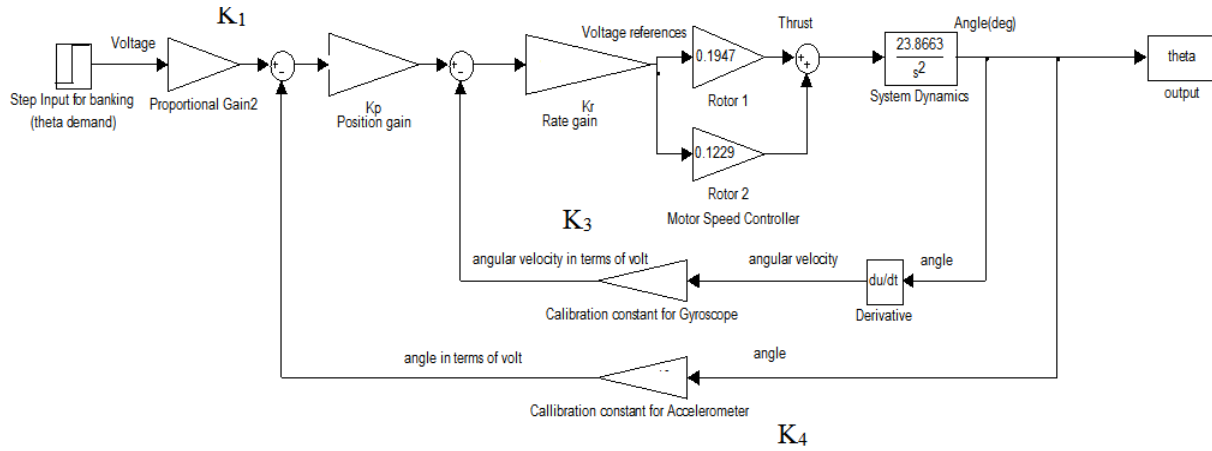 K1
Voltage
Step Input for banking
(theta demand)
Proportional Gain2
+
-
Kp
Position gain
+
-
Kr
Rate gain
Voltage references
0.1947
Rotor 1
0.1229
Rotor 2
Motor Speed Controller
Thrust
+
+
23.8663
s2
System Dynamics
Angle(deg)
theta
output
K3
angular velocity in terms of volt
Calibration constant for Gyroscope
angular velocity
du/dt
Derivative
angle
angle in terms of volt
Callibration constant for Accelerometer
angle
K4